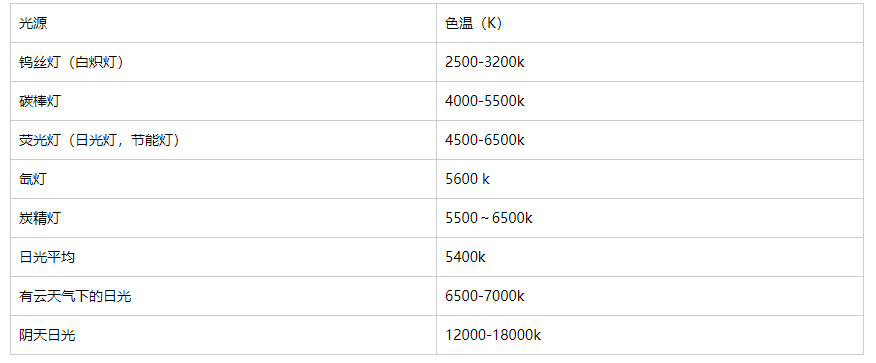 光源 色温（K）
钨丝灯（白炽灯） 2500-3200k
碳棒灯 4000-5500k
荧光灯（日光灯，节能灯） 4500-6500k
氙灯 5600 k
炭精灯 5500～6500k
日光平均 5400k
有云天气下的日光 6500-7000k
阴天日光 12000-18000k